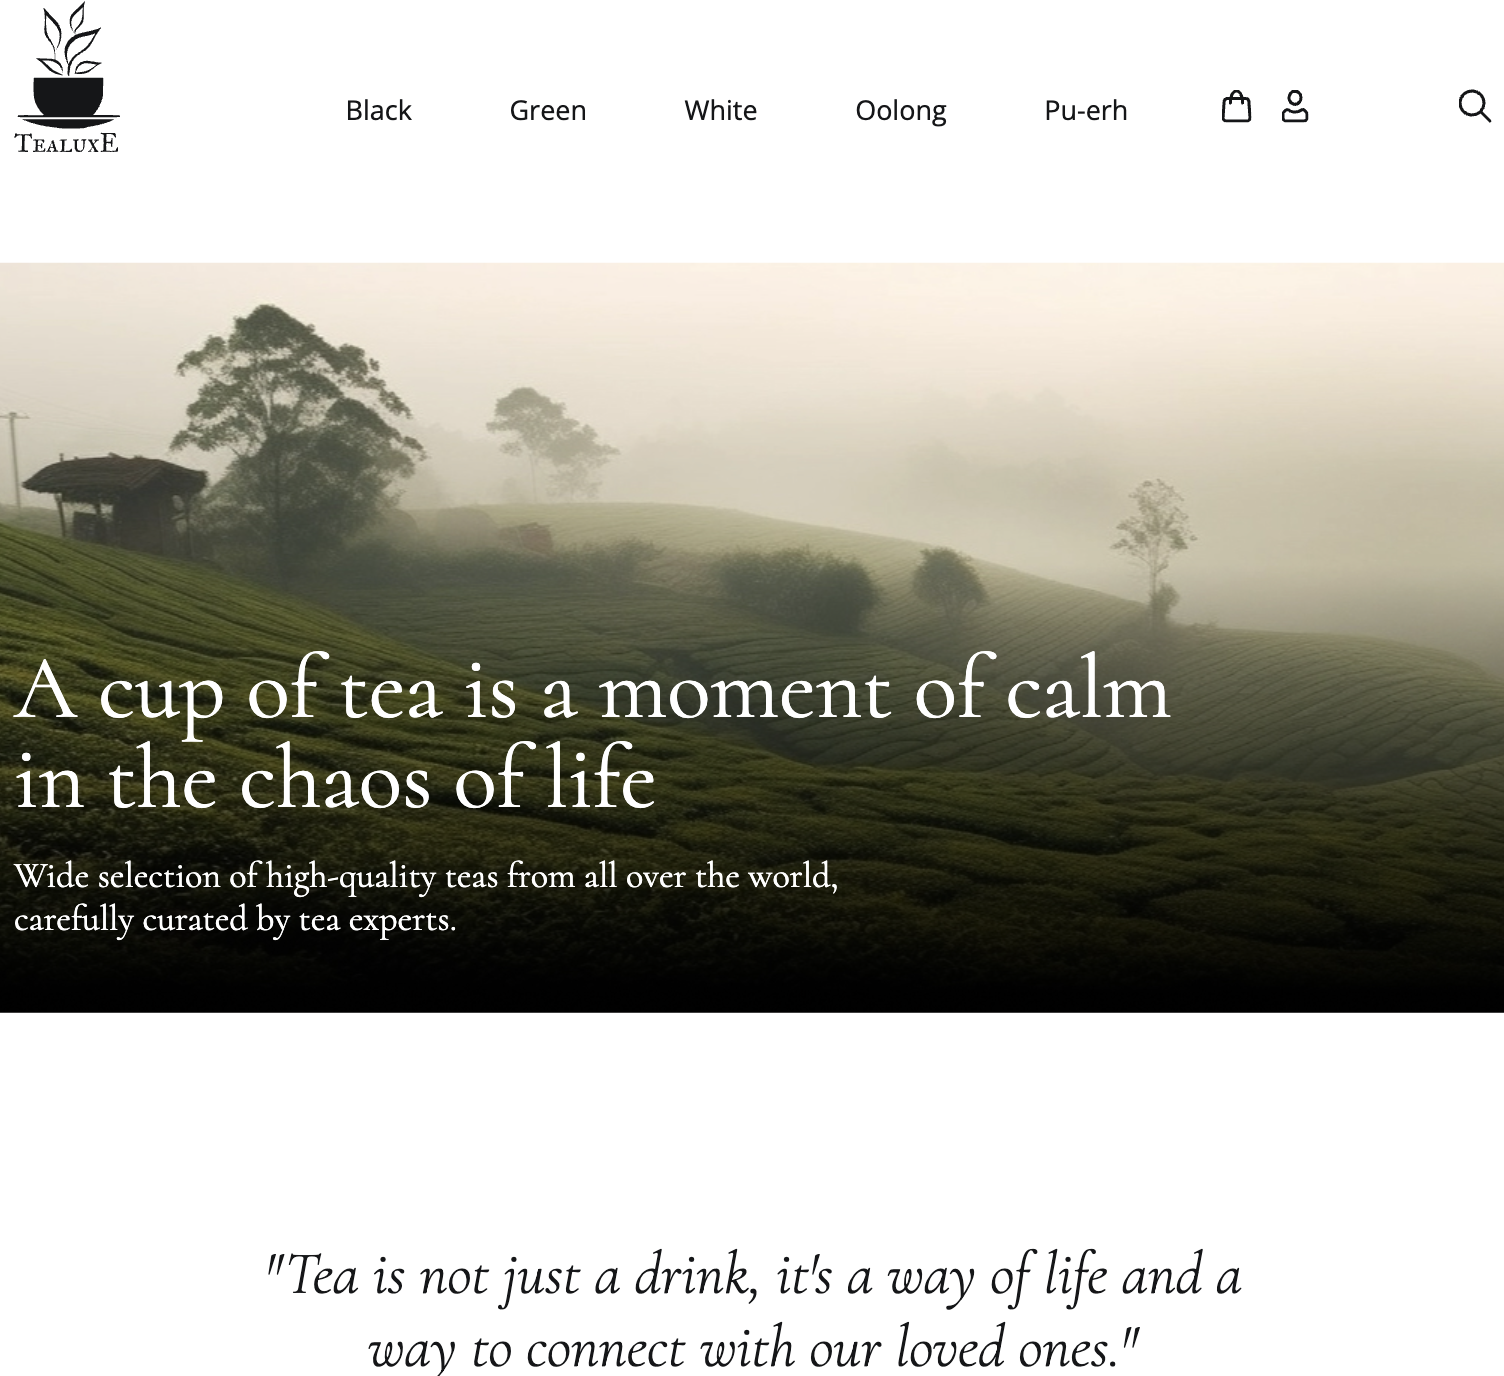 TEALUXE
Black
Green
White
Oolong
Pu-erh
A cup of tea is a moment of calm
in the chaos of life
Wide selection of high-quality teas from all over the world,
carefully curated by tea experts.
"Tea is not just a drink, it's a way of life and a
way to connect with our loved ones."